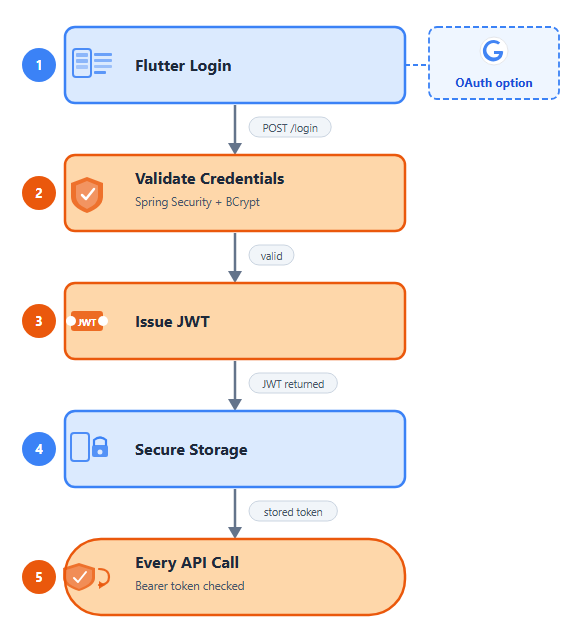 1
Flutter Login
OAuth option
POST /login
2
Validate Credentials
Spring Security + BCrypt
valid
3
JWT
Issue JWT
JWT returned
4
Secure Storage
stored token
5
Every API Call
Bearer token checked